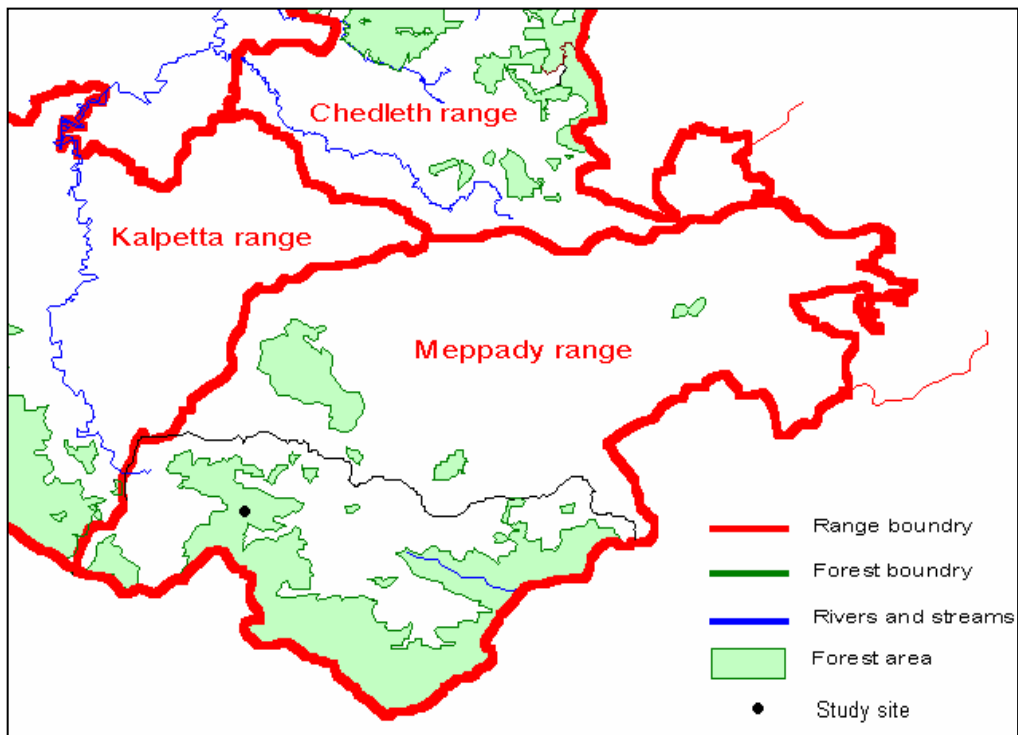 Chedleth range
Kalpetta range
Meppady range
Range boundry
Forest boundry
Rivers and streams
Forest area
Study site